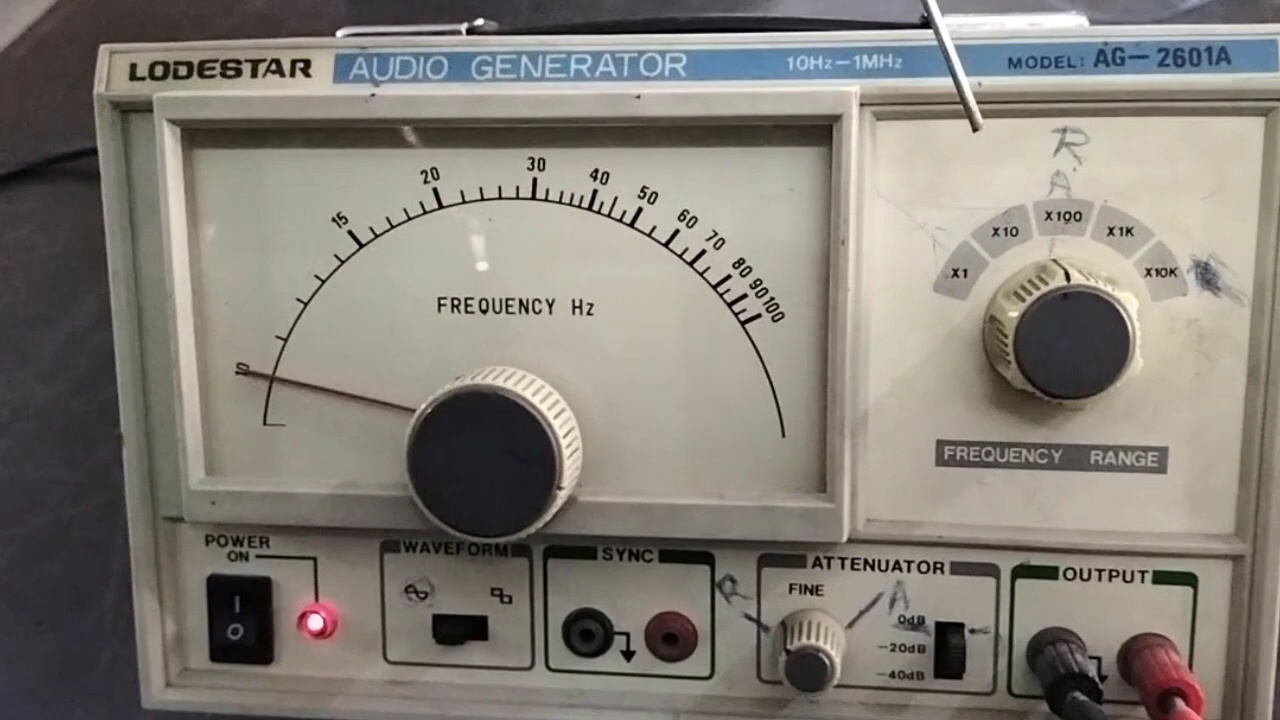 LODESTAR AUDIO GENERATOR 10Hz-1MHz MODEL: AG-2601A
10 15 20 30 40 50 60 70 80 90 100
FREQUENCY Hz
R
A
X1 X10 X100 X1K X10K
FREQUENCY RANGE
POWER
ON
I
O
WAVEFORM
SYNC
ATTENUATOR
R FINE A
0dB
-20dB
-40dB
OUTPUT